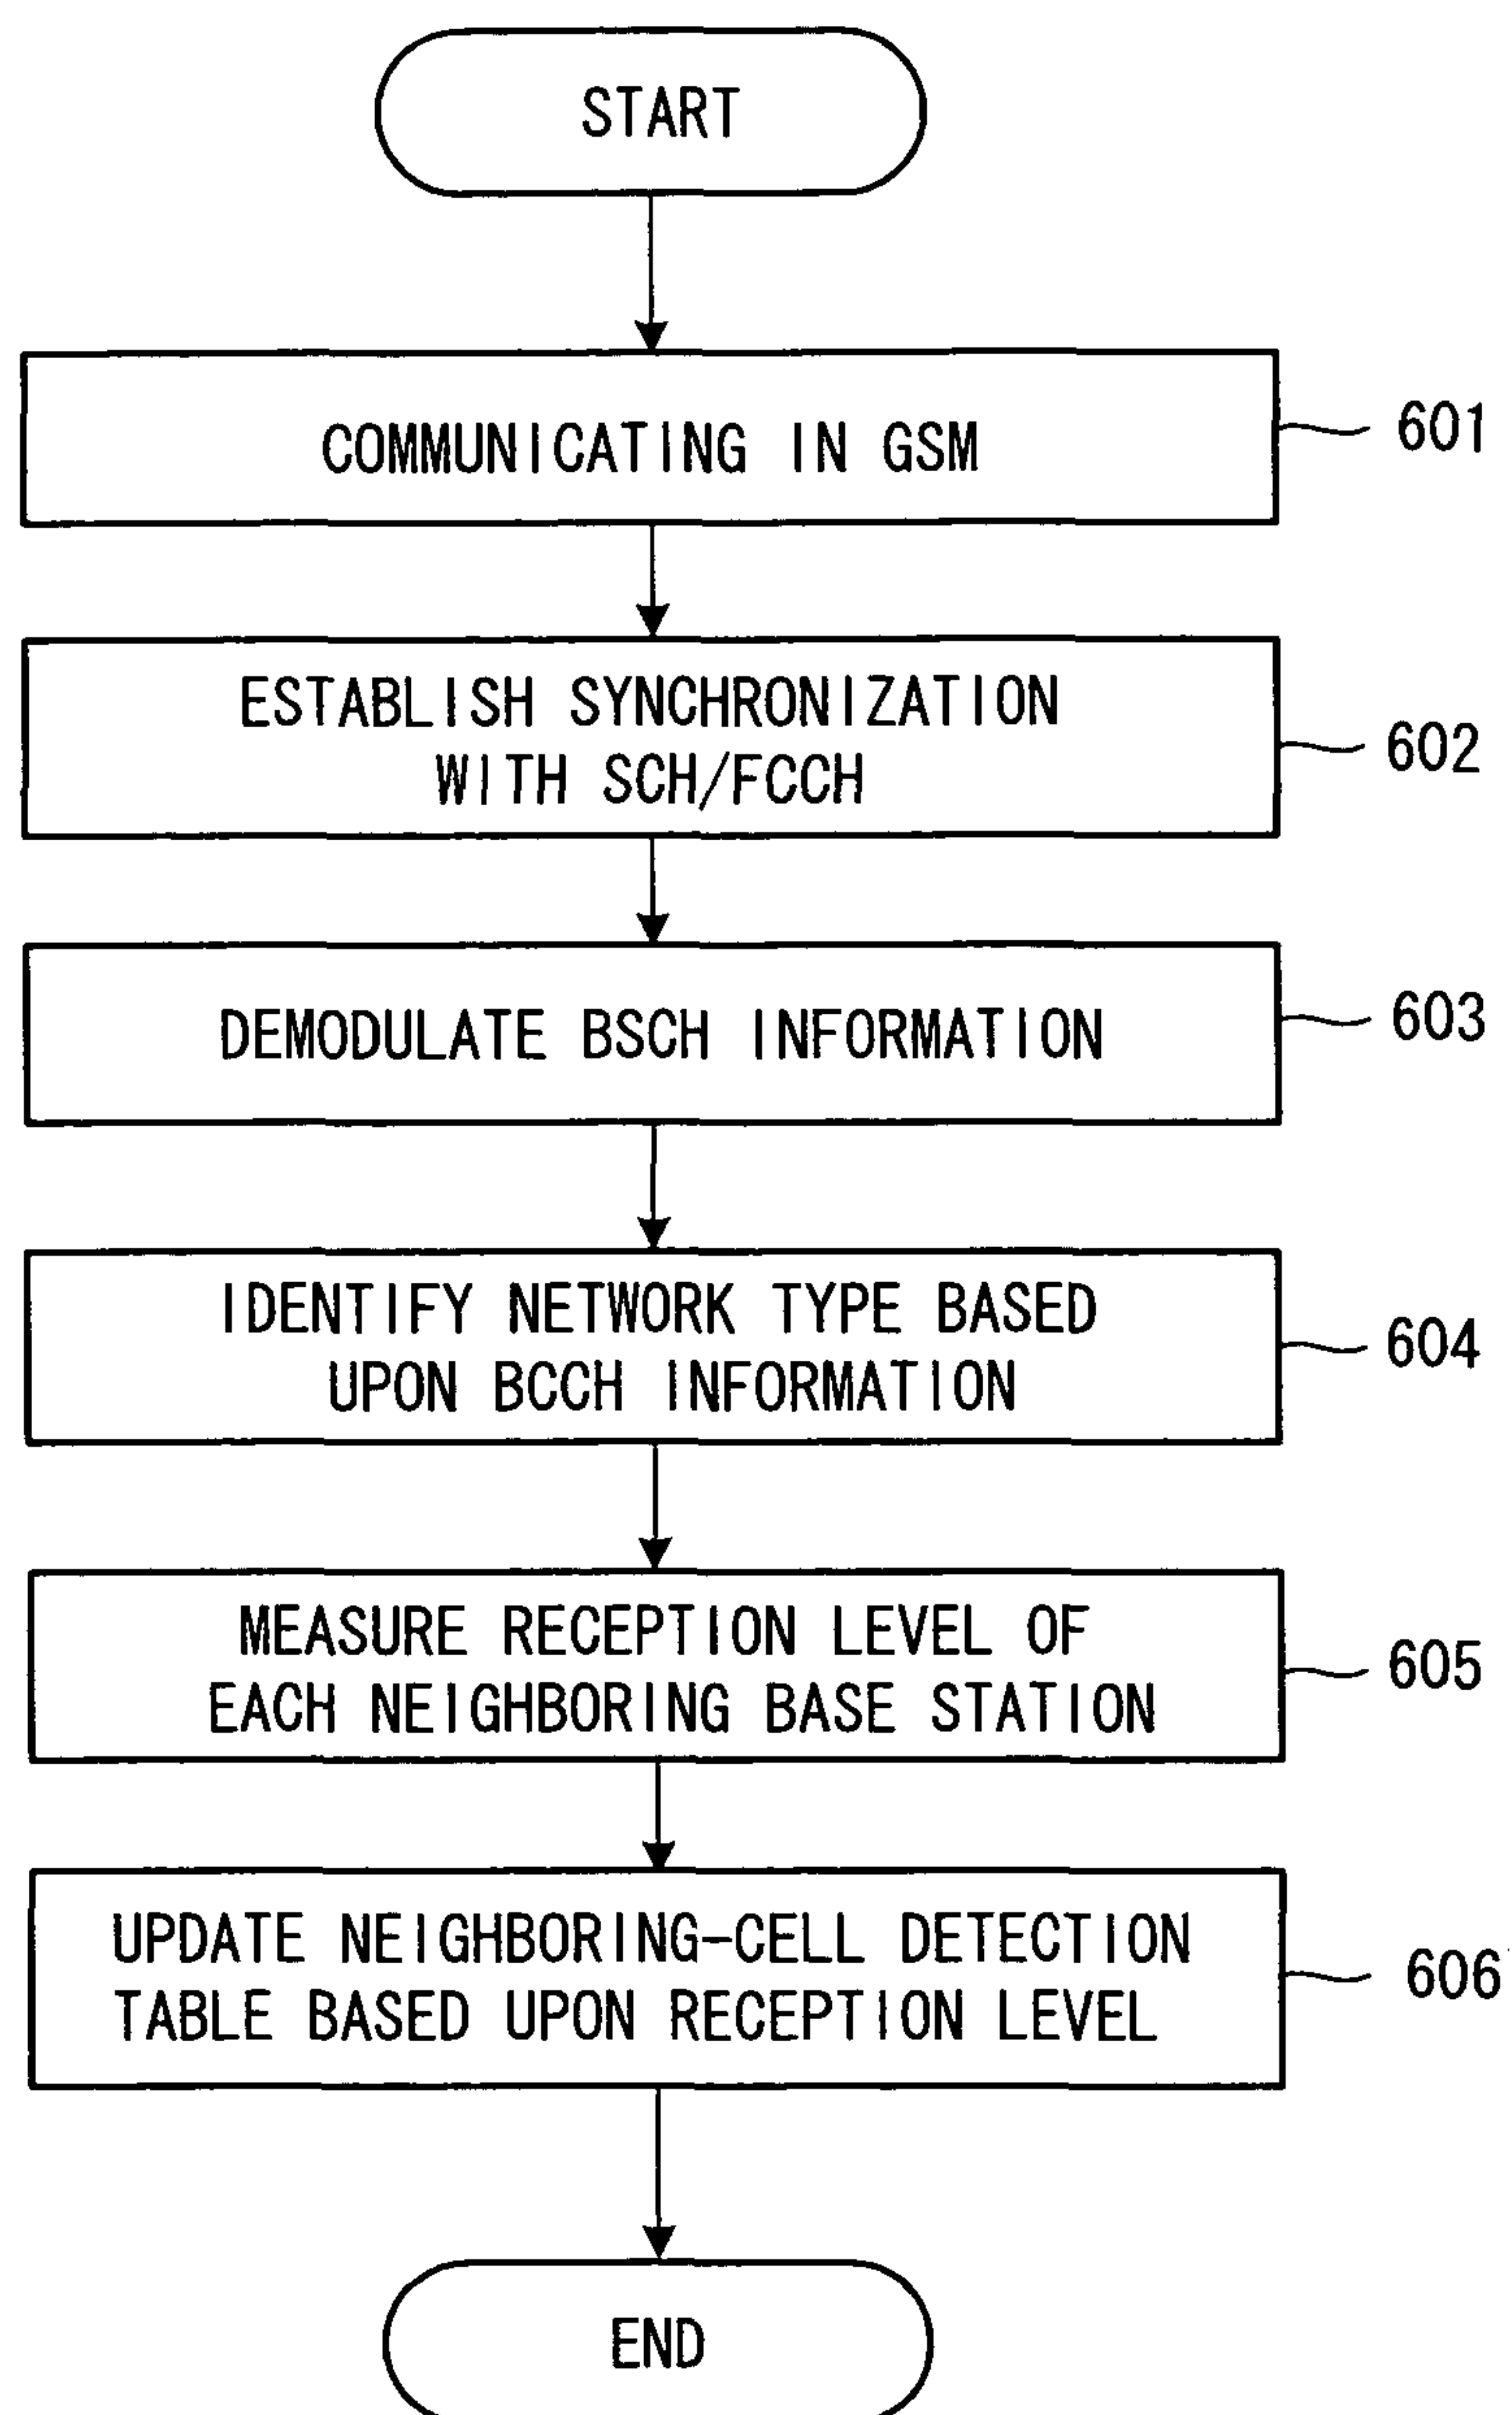 START
COMMUNICATING IN GSM
601
ESTABLISH SYNCHRONIZATION
WITH SCH/FCCH
602
DEMODULATE BSCH INFORMATION
603
IDENTIFY NETWORK TYPE BASED
UPON BCCH INFORMATION
604
MEASURE RECEPTION LEVEL OF
EACH NEIGHBORING BASE STATION
605
UPDATE NEIGHBORING-CELL DETECTION
TABLE BASED UPON RECEPTION LEVEL
606
END